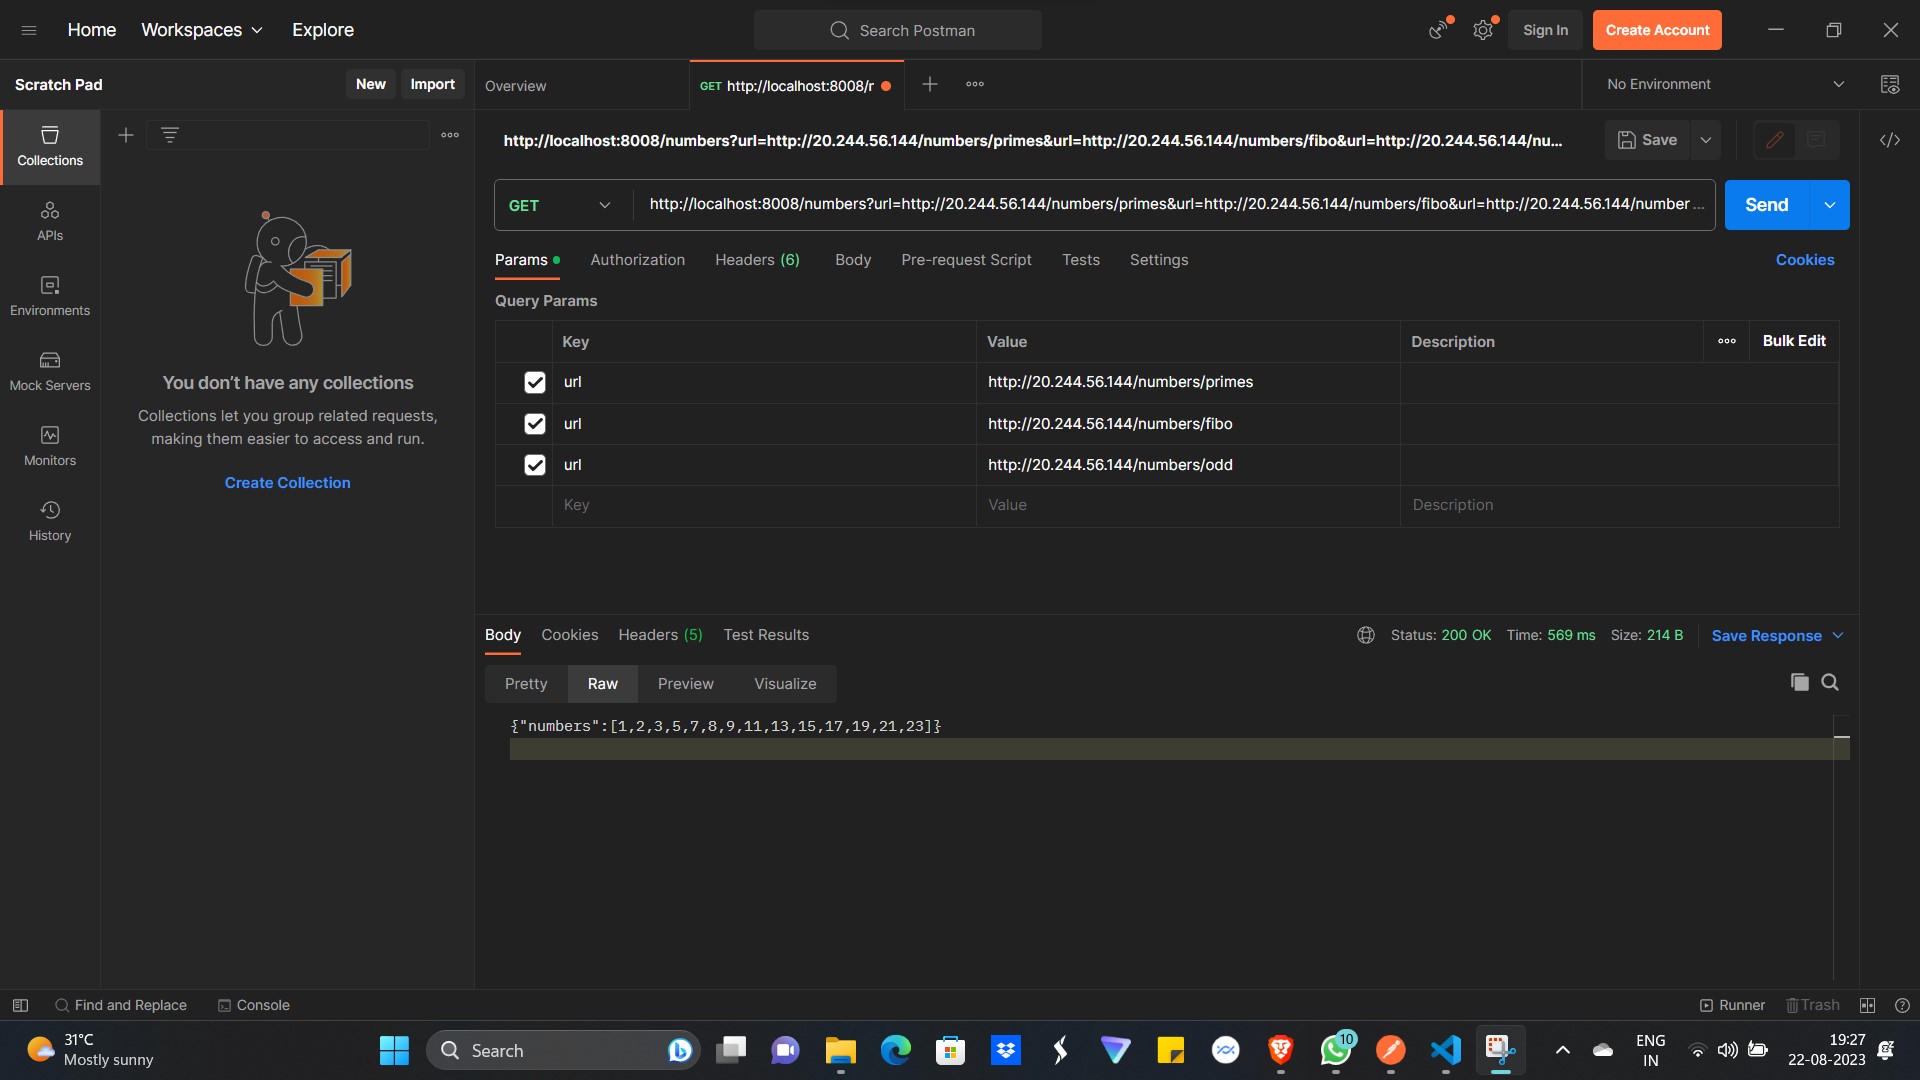 Home Workspaces Explore
Search Postman
Sign In Create Account
Scratch Pad New Import
Overview
GET http://localhost:8008/r
No Environment
http://localhost:8008/numbers?url=http://20.244.56.144/numbers/primes&url=http://20.244.56.144/numbers/fibo&url=http://20.244.56.144/nu...
Save
GET http://localhost:8008/numbers?url=http://20.244.56.144/numbers/primes&url=http://20.244.56.144/numbers/fibo&url=http://20.244.56.144/number ...
Send
Params Authorization Headers (6) Body Pre-request Script Tests Settings Cookies
Query Params
Key Value Description Bulk Edit
url http://20.244.56.144/numbers/primes
url http://20.244.56.144/numbers/fibo
url http://20.244.56.144/numbers/odd
Key Value Description
Collections
APIs
Environments
Mock Servers
Monitors
History
You don’t have any collections
Collections let you group related requests,
making them easier to access and run.
Create Collection
Body Cookies Headers (5) Test Results
Status: 200 OK Time: 569 ms Size: 214 B Save Response
Pretty Raw Preview Visualize
{"numbers":[1,2,3,5,7,8,9,11,13,15,17,19,21,23]}
Find and Replace Console
Runner Trash
31°C
Mostly sunny
Search
10
ENG
IN
19:27
22-08-2023